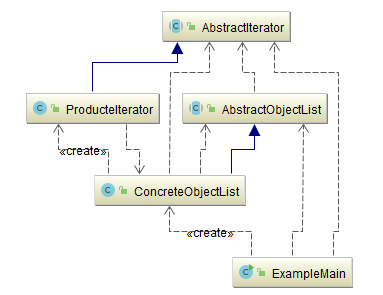 AbstractIterator
ProducteIterator
AbstractObjectList
«create»
ConcreteObjectList
«create»
ExampleMain